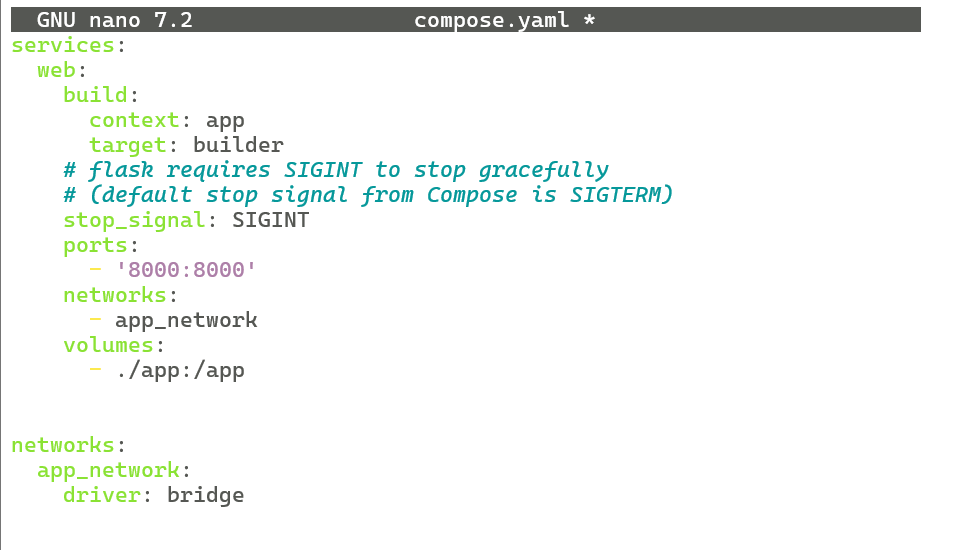 GNU nano 7.2 compose.yaml *
services:
  web:
    build:
      context: app
      target: builder
    # flask requires SIGINT to stop gracefully
    # (default stop signal from Compose is SIGTERM)
    stop_signal: SIGINT
    ports:
      - '8000:8000'
    networks:
      - app_network
    volumes:
      - ./app:/app
networks:
  app_network:
    driver: bridge